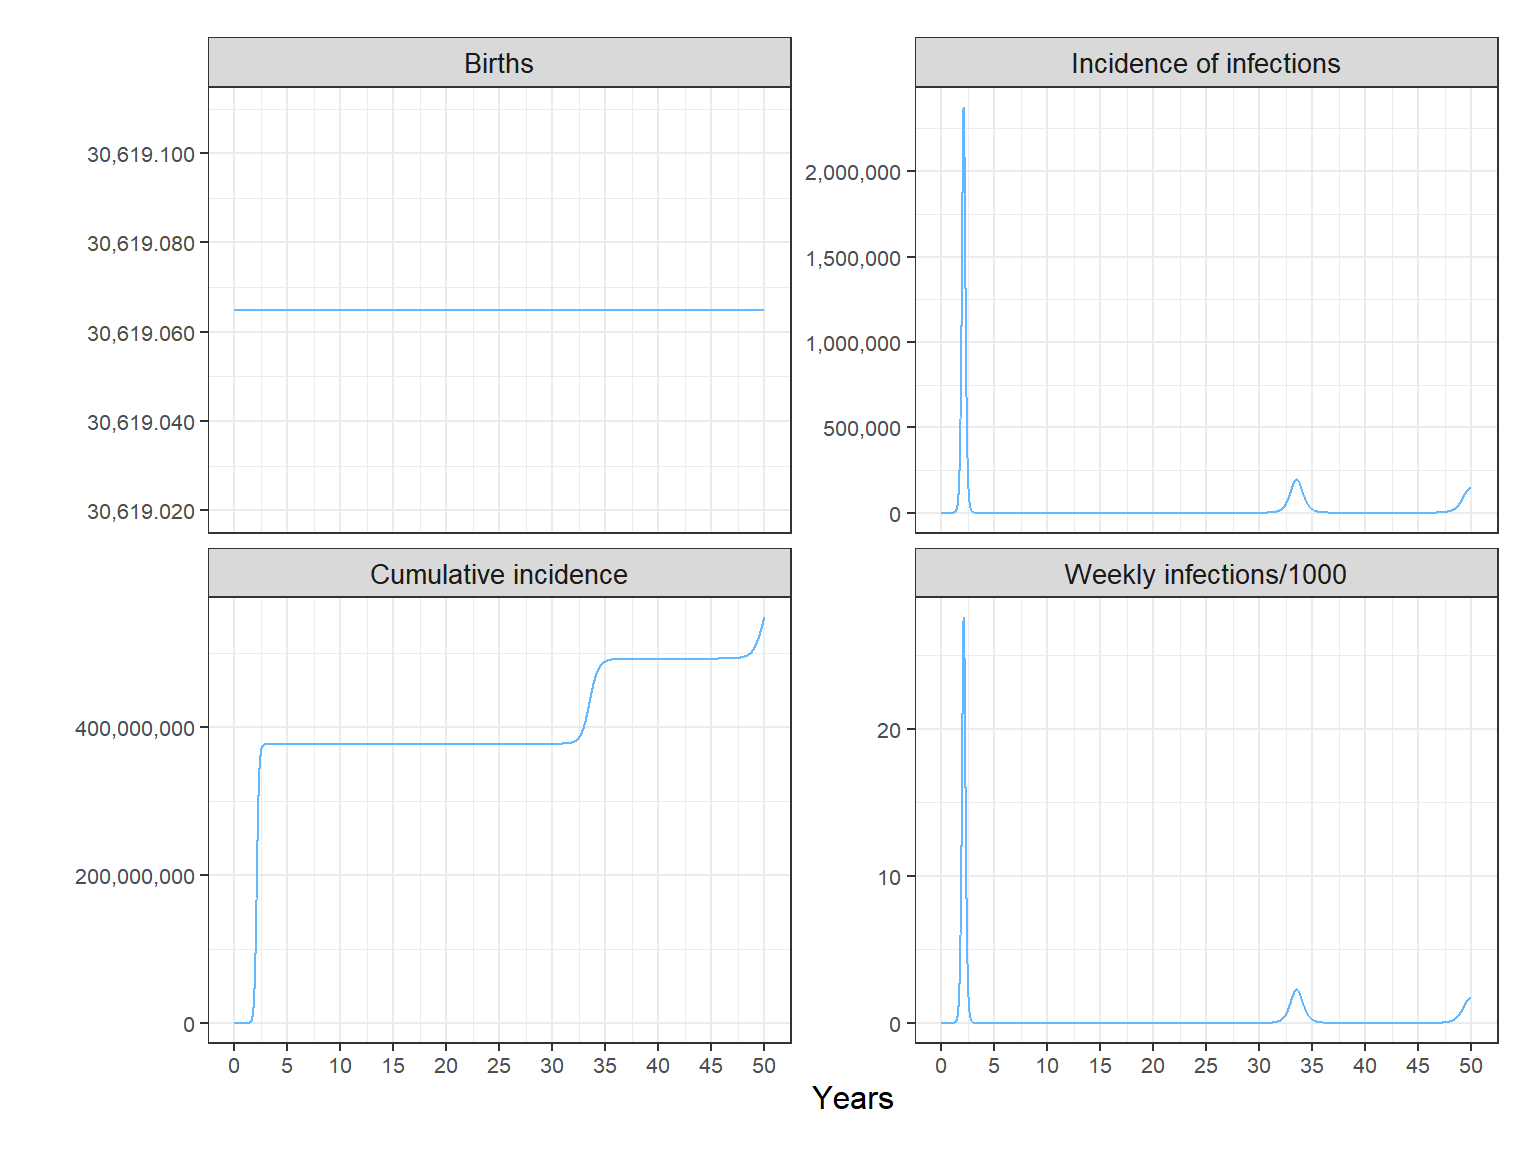 Births
30,619.100
30,619.080
30,619.060
30,619.040
30,619.020
Incidence of infections
2,000,000
1,500,000
1,000,000
500,000
0
Cumulative incidence
400,000,000
200,000,000
0
0 5 10 15 20 25 30 35 40 45 50
Weekly infections/1000
20
10
0
0 5 10 15 20 25 30 35 40 45 50
Years